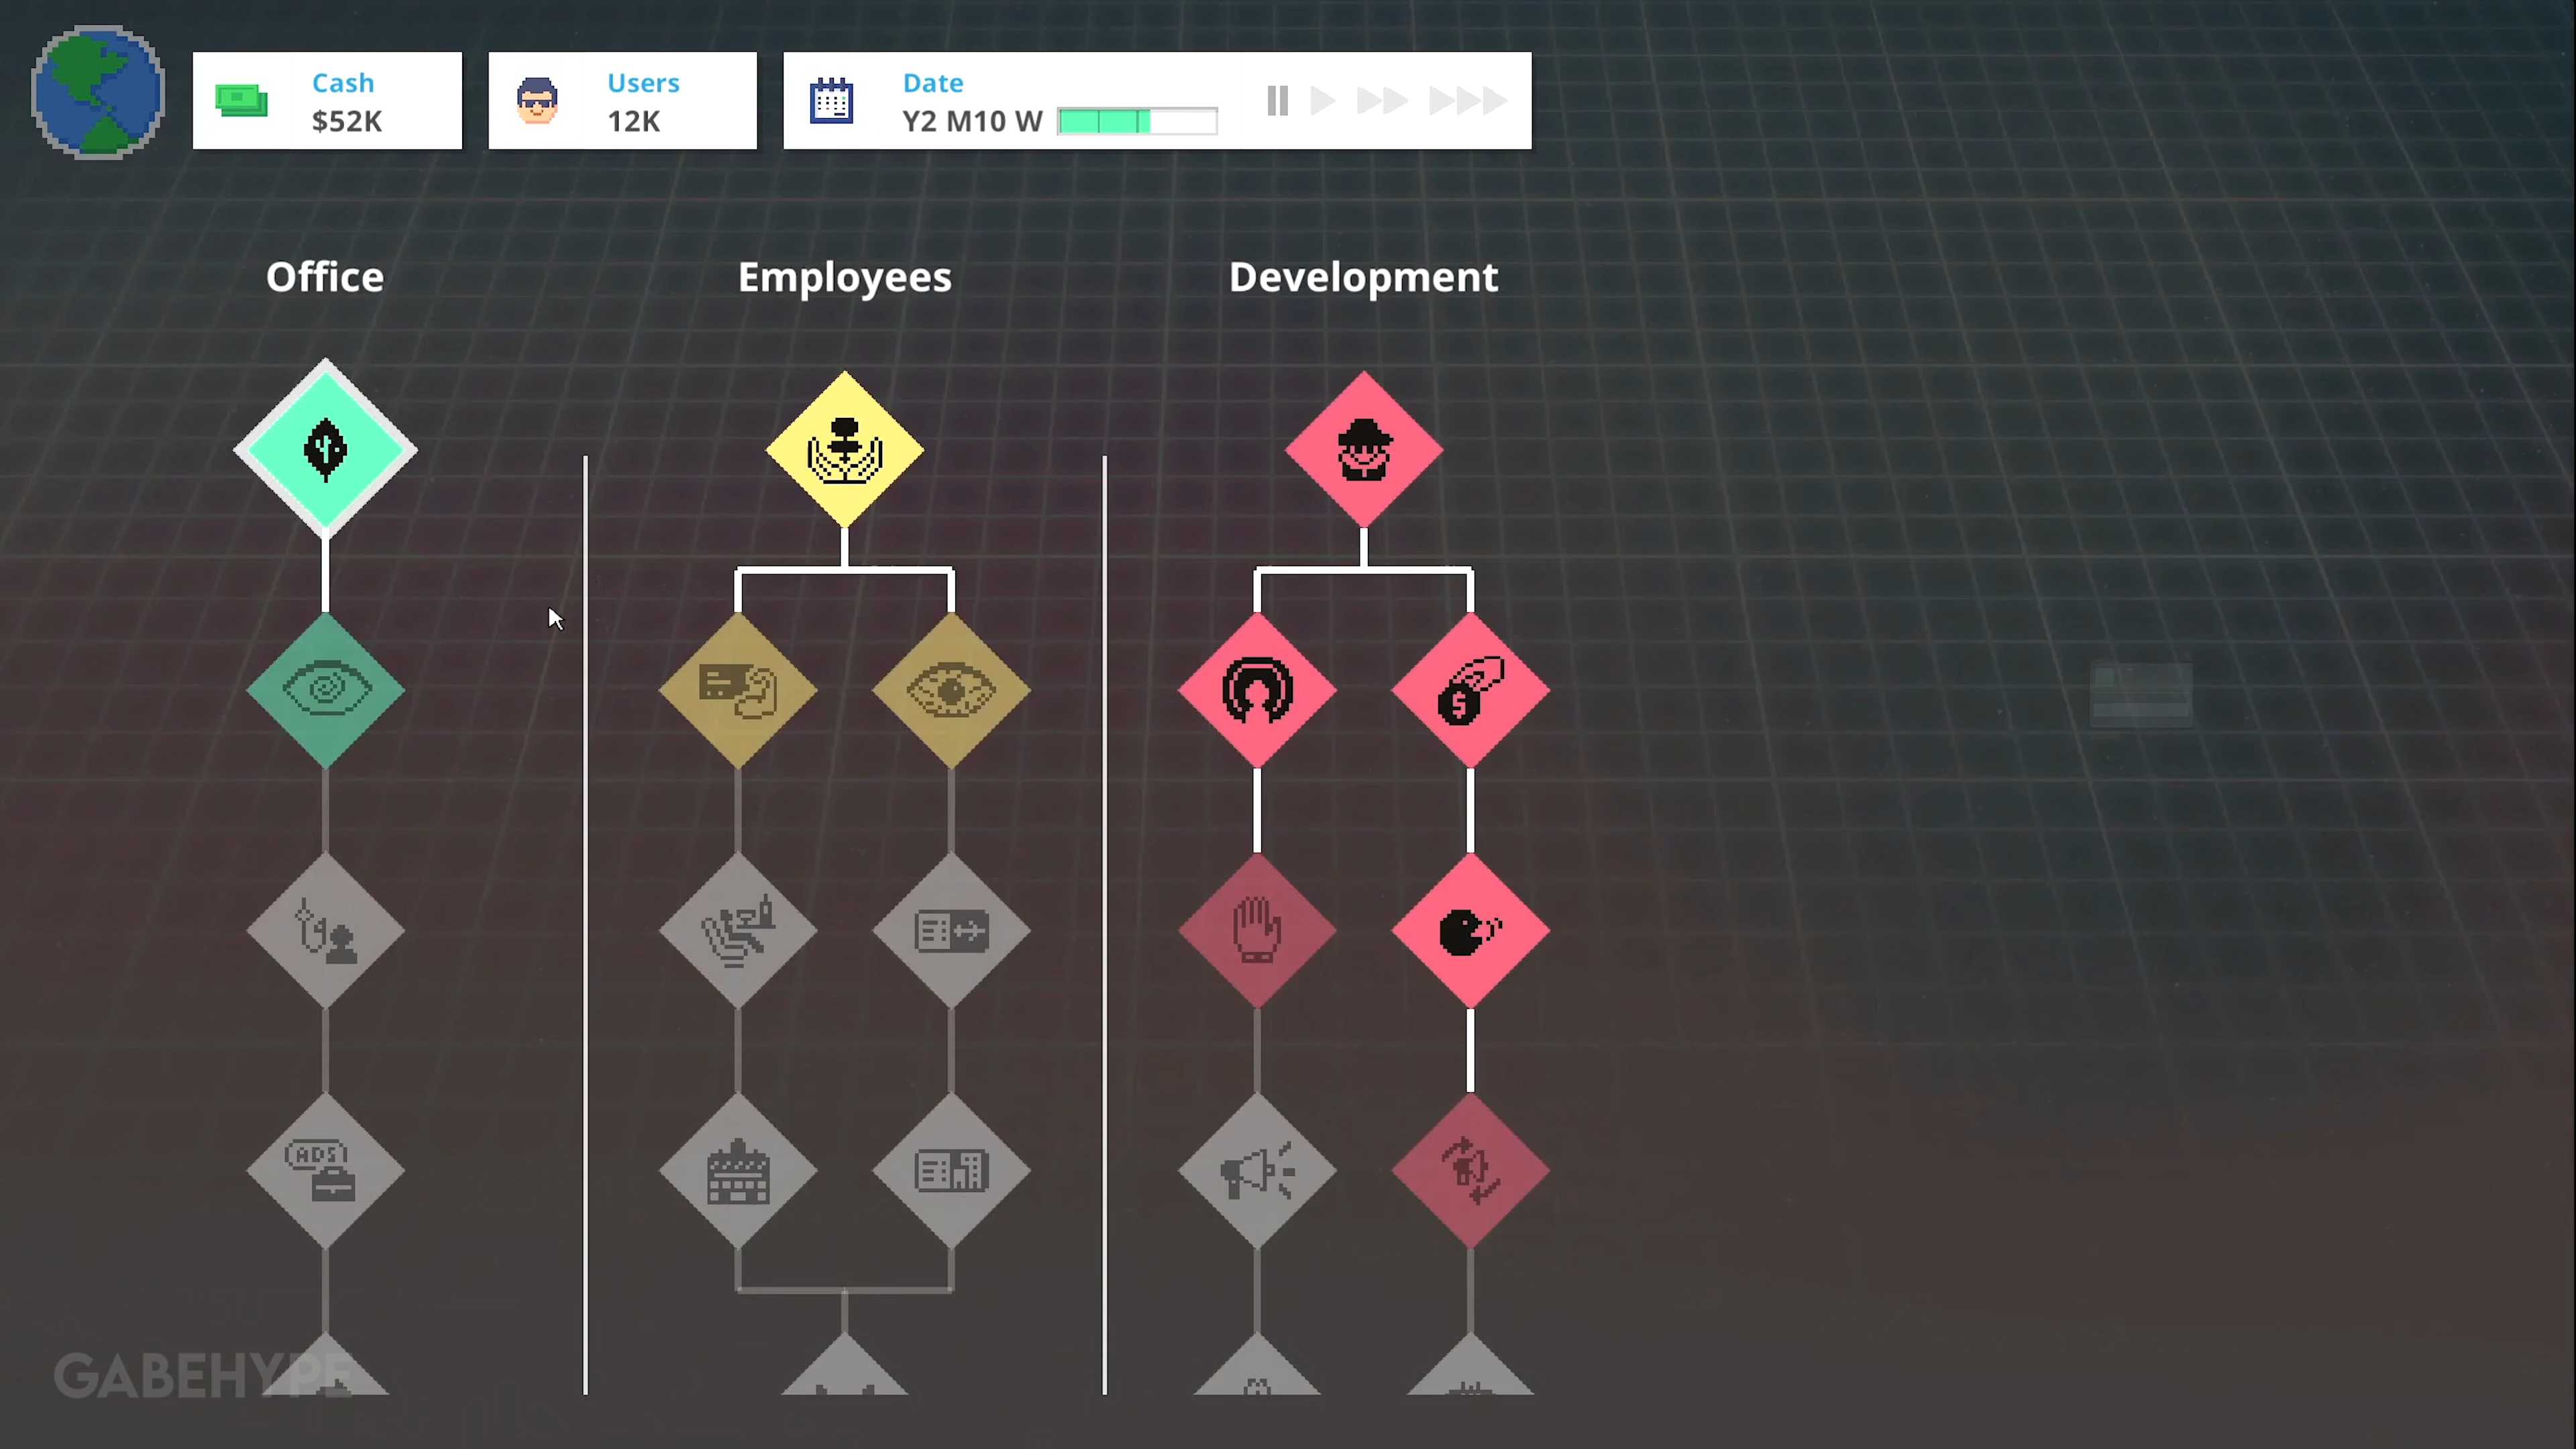 Cash
$52K
Users
12K
Date
Y2 M10 W
Office
Employees
Development
$
ADS
GABEHYPE